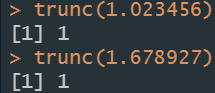 > trunc(1.023456)
[1] 1
> trunc(1.678927)
[1] 1